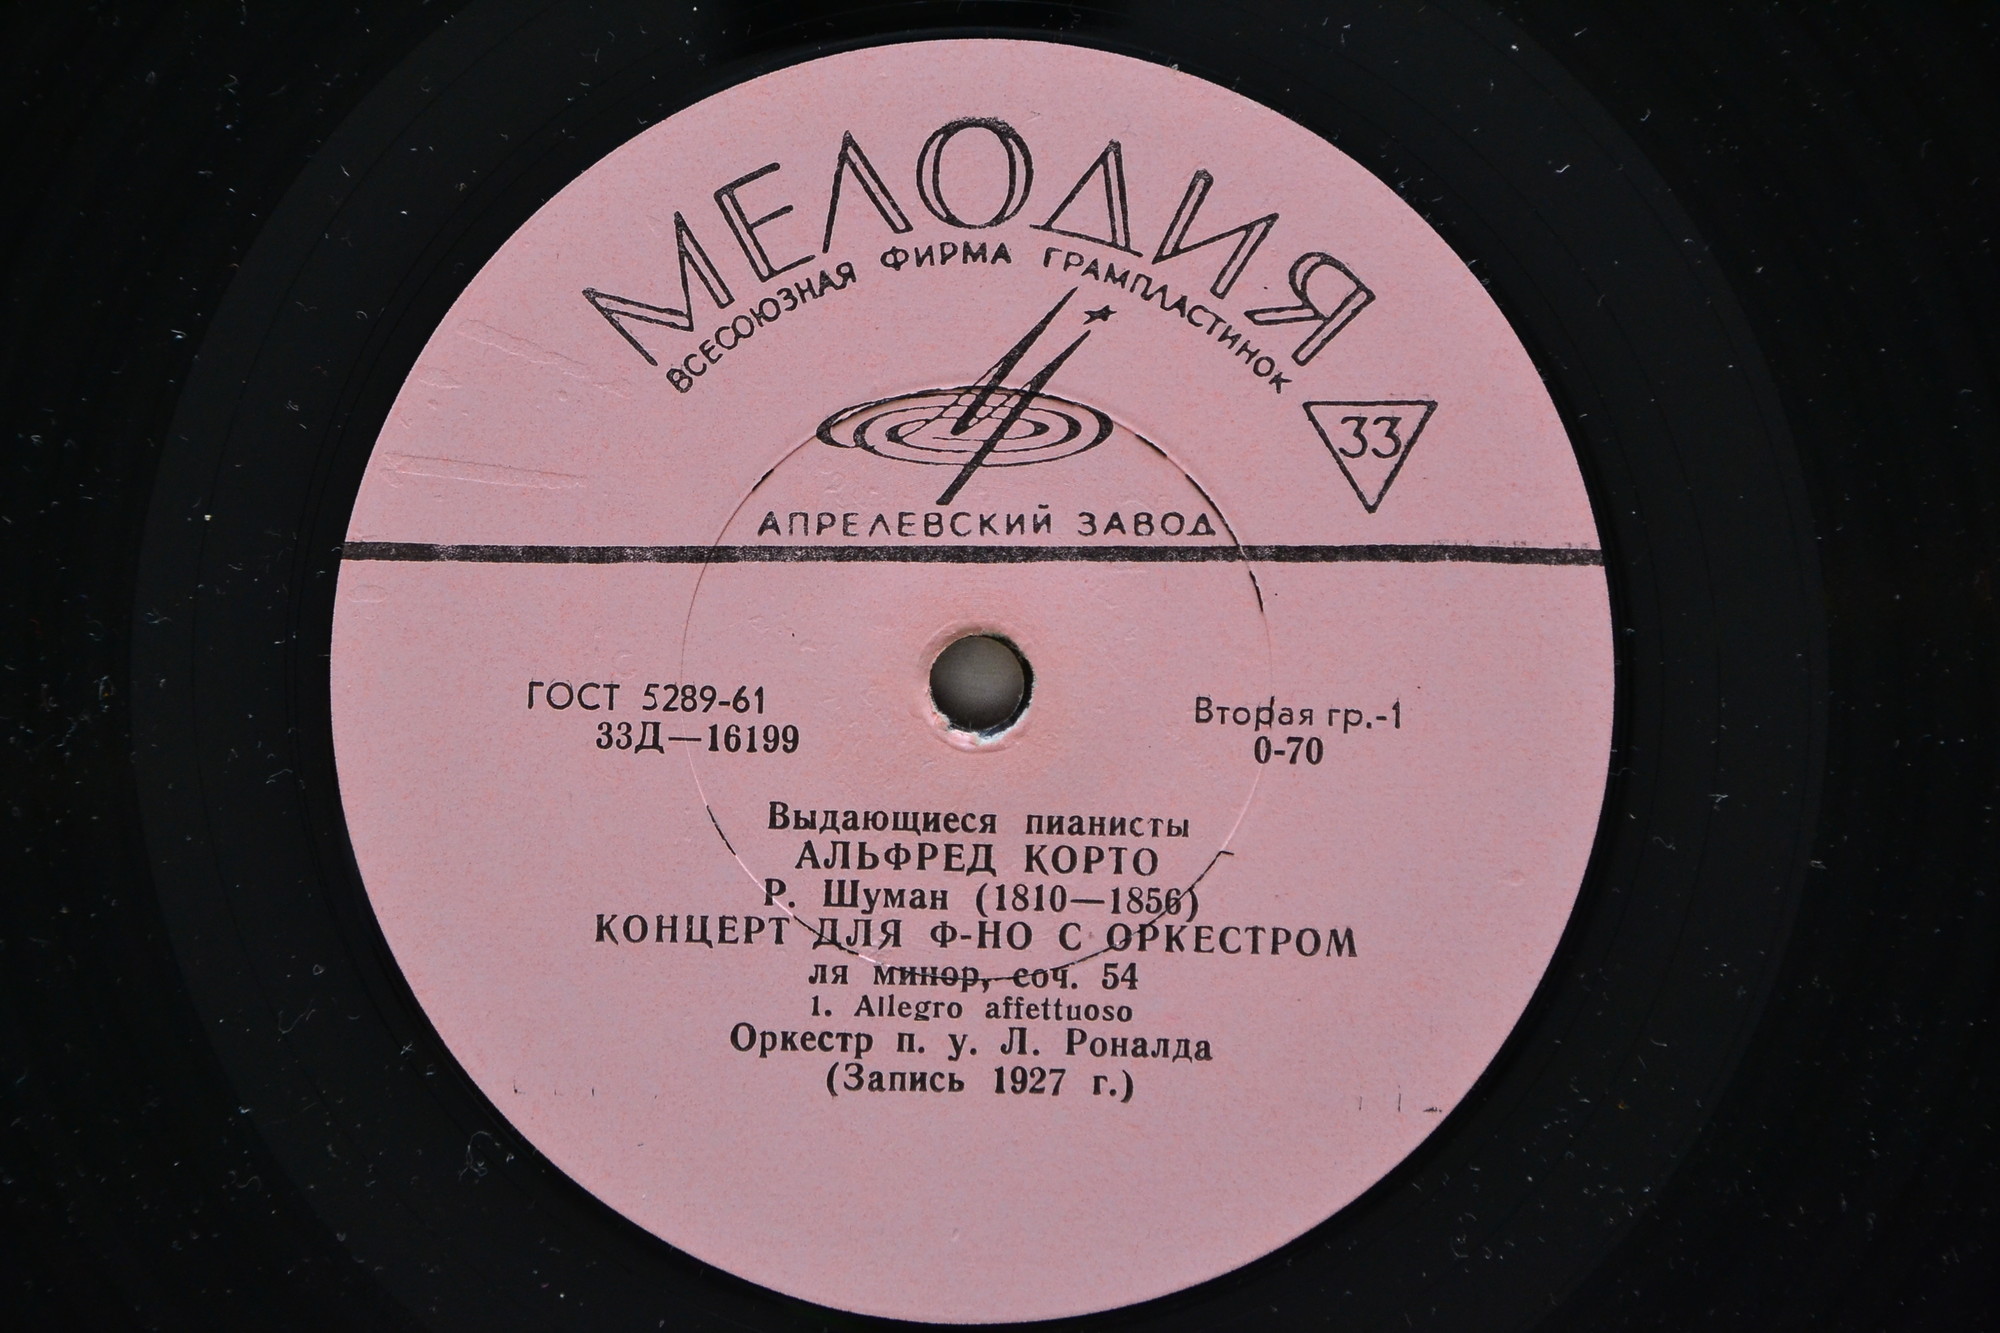 МЕЛОДИЯ
ВСЕСОЮЗНАЯ ФИРМА ГРАМПЛАСТИНОК
33
АПРЕЛЕВСКИЙ ЗАВОД
ГОСТ 5289-61
33Д—16199
Вторая гр.-1
0-70
Выдающиеся пианисты
АЛЬФРЕД КОРТО
Р. Шуман (1810—1856)
КОНЦЕРТ ДЛЯ Ф-НО С ОРКЕСТРОМ
ля минор, соч. 54
1. Allegro affettuoso
Оркестр п. у. Л. Роналда
(Запись 1927 г.)